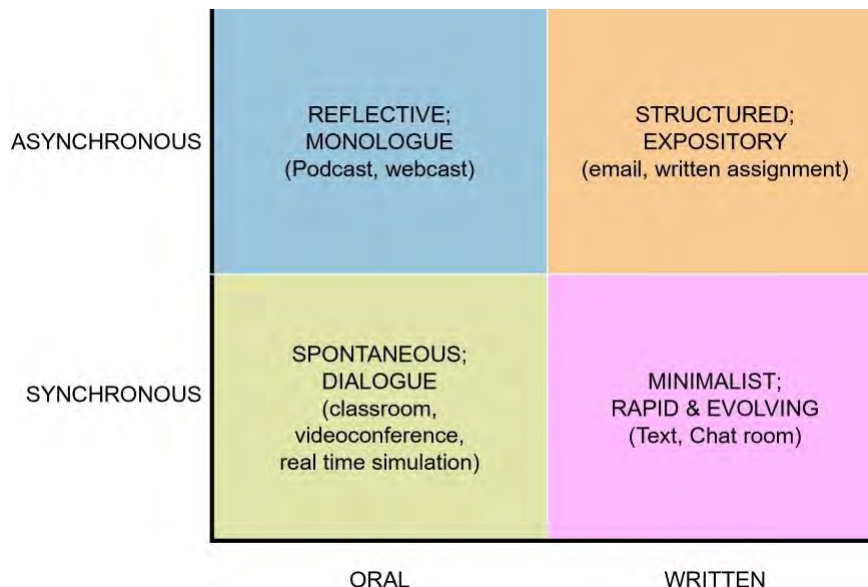 REFLECTIVE;
MONOLOGUE
(Podcast, webcast)
STRUCTURED;
EXPOSITORY
(email, written assignment)
ASYNCHRONOUS
SPONTANEOUS;
DIALOGUE
(classroom,
videoconference,
real time simulation)
MINIMALIST;
RAPID & EVOLVING
(Text, Chat room)
SYNCHRONOUS
ORAL
WRITTEN